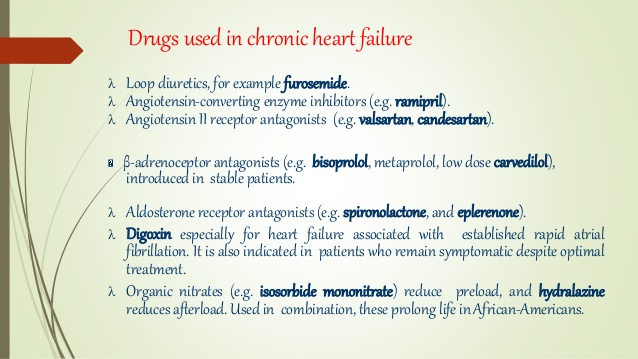 Drugs used in chronic heart failure
λ Loop diuretics, for example furosemide.
λ Angiotensin-converting enzyme inhibitors (e.g. ramipril).
λ Angiotensin II receptor antagonists (e.g. valsartan, candesartan).
β-adrenoceptor antagonists (e.g. bisoprolol, metaprolol, low dose carvedilol),
introduced in stable patients.
λ Aldosterone receptor antagonists (e.g. spironolactone, and eplerenone).
λ Digoxin especially for heart failure associated with established rapid atrial
fibrillation. It is also indicated in patients who remain symptomatic despite optimal
treatment.
λ Organic nitrates (e.g. isosorbide mononitrate) reduce preload, and hydralazine
reduces afterload. Used in combination, these prolong life in African-Americans.